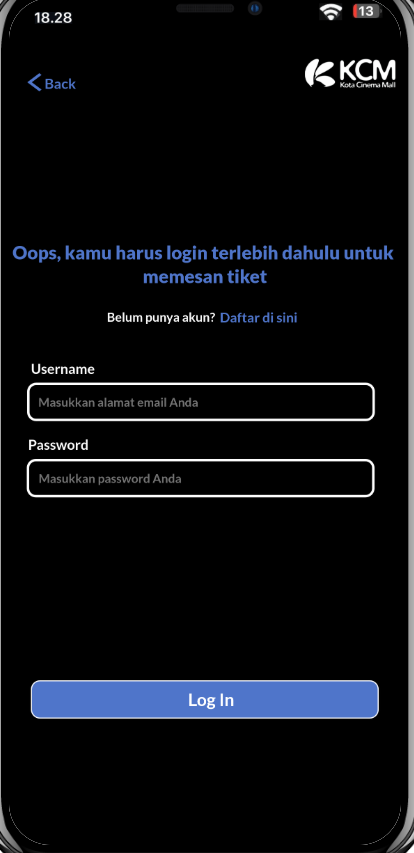 18.28
13
Back
KCM
Kota Cinema Mall
Oops, kamu harus login terlebih dahulu untuk
memesan tiket
Belum punya akun? Daftar di sini
Username
Masukkan alamat email Anda
Password
Masukkan password Anda
Log In